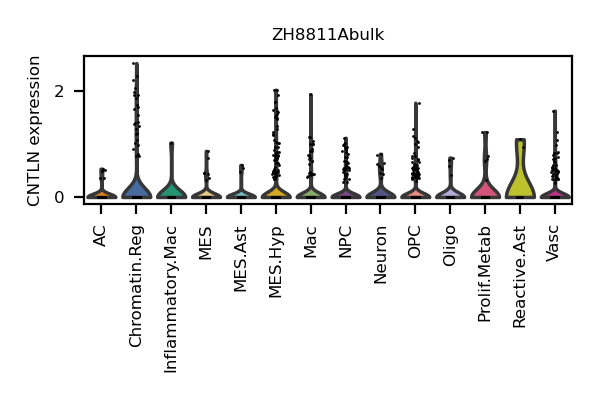 ZH8811Abulk
CNTLN expression
2
0
AC
Chromatin.Reg
Inflammatory.Mac
MES
MES.Ast
MES.Hyp
Mac
NPC
Neuron
OPC
Oligo
Prolif.Metab
Reactive.Ast
Vasc